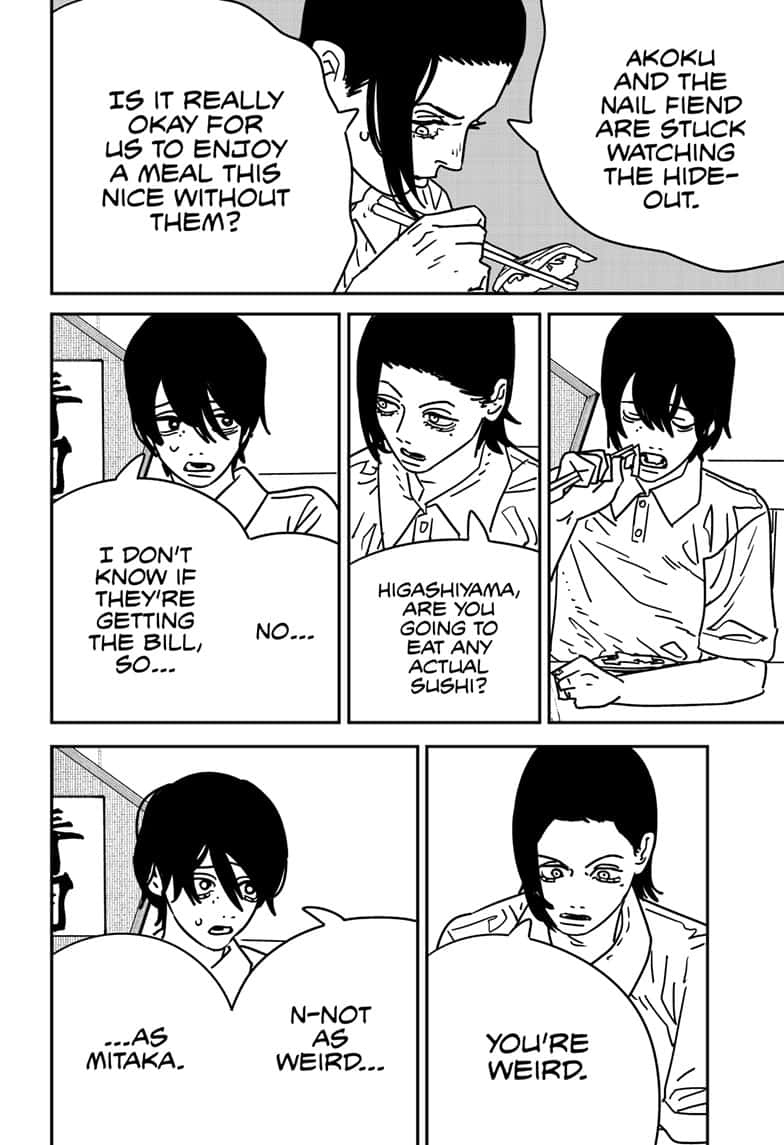 AKOKU
AND THE
NAIL FIEND
ARE STUCK
WATCHING
THE HIDE-
OUT.
IS IT REALLY
OKAY FOR
US TO ENJOY
A MEAL THIS
NICE WITHOUT
THEM?
HIGASHIYAMA,
ARE YOU
GOING TO
EAT ANY
ACTUAL
SUSHI?
NO...
I DON'T
KNOW IF
THEY'RE
GETTING
THE BILL,
SO...
YOU'RE
WEIRD.
N-NOT
AS
WEIRD...
...AS
MITAKA.